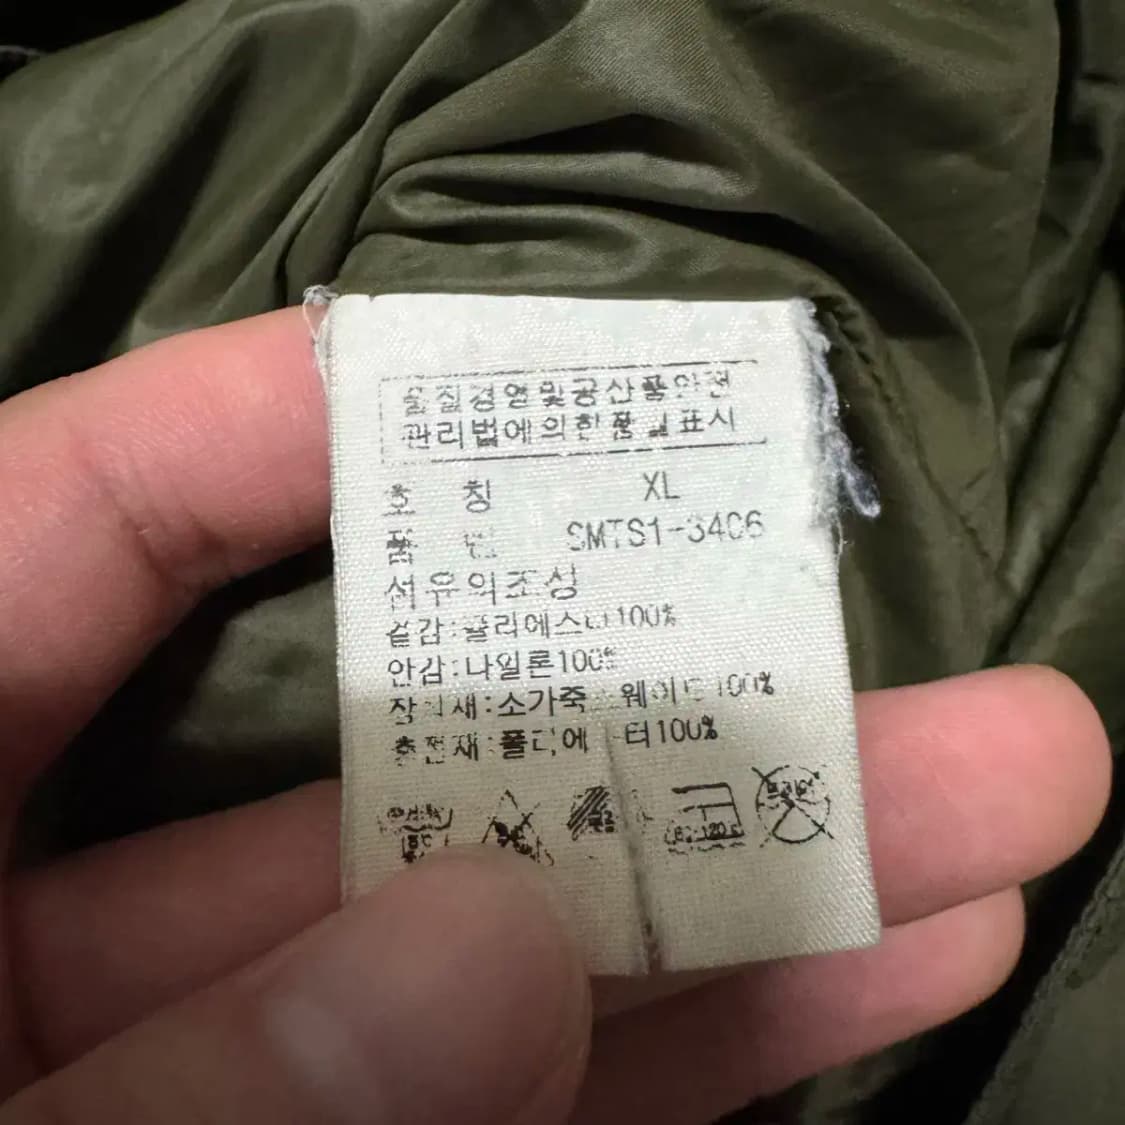 품질경영및공산품안전
관리법에의한품질표시
호 칭 XL
품 번 SMTS1-3406
섬유의조성
겉감:폴리에스터100%
안감:나일론100%
장식재:소가죽 스웨이드100%
충전재:폴리에스터100%